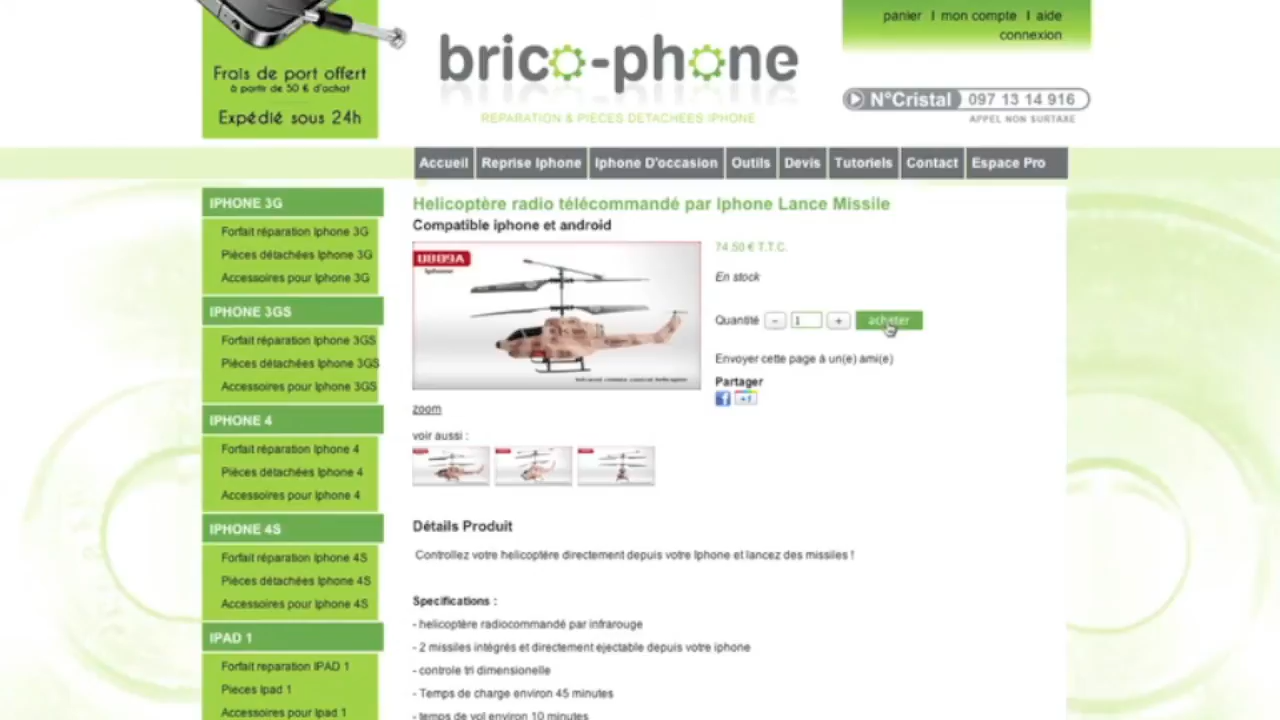 Frais de port offert
à partir de 50 € d'achat
Expédié sous 24h
brico-phone
REPARATION & PIECES DETACHEES IPHONE
panier | mon compte | aide
connexion
N°Cristal 097 13 14 916
APPEL NON SURTAXE
Accueil
Reprise Iphone
Iphone D'occasion
Outils
Devis
Tutoriels
Contact
Espace Pro
IPHONE 3G
Forfait réparation Iphone 3G
Pièces détachées Iphone 3G
Accessoires pour Iphone 3G
IPHONE 3GS
Forfait réparation Iphone 3GS
Pièces détachées Iphone 3GS
Accessoires pour Iphone 3GS
IPHONE 4
Forfait réparation Iphone 4
Pièces détachées Iphone 4
Accessoires pour Iphone 4
IPHONE 4S
Forfait réparation Iphone 4S
Pièces détachées Iphone 4S
Accessoires pour Iphone 4S
IPAD 1
Forfait reparation IPAD 1
Pieces Ipad 1
Accessoires pour Ipad 1
Helicoptère radio télécommandé par Iphone Lance Missile
Compatible iphone et android
U809A
Infrared remote control helicopter
74.50 € T.T.C.
En stock
Quantité - 1 + acheter
Envoyer cette page à un(e) ami(e)
Partager
f +1
zoom
voir aussi :
Détails Produit
Controllez votre helicoptère directement depuis votre Iphone et lancez des missiles !
Specifications :
- helicoptère radiocommandé par infrarouge
- 2 missiles intégrés et directement ejectable depuis votre iphone
- controle tri dimensionelle
- Temps de charge environ 45 minutes
- temps de vol environ 10 minutes